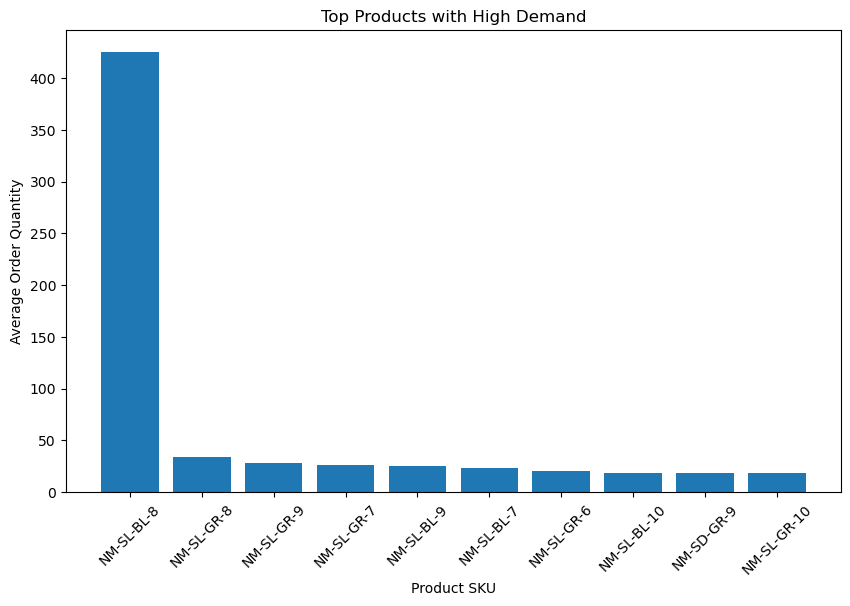 Top Products with High Demand
Average Order Quantity
400
350
300
250
200
150
100
50
0
NM-SL-BL-8
NM-SL-GR-8
NM-SL-GR-9
NM-SL-GR-7
NM-SL-BL-9
NM-SL-BL-7
NM-SL-GR-6
NM-SL-BL-10
NM-SD-GR-9
NM-SL-GR-10
Product SKU